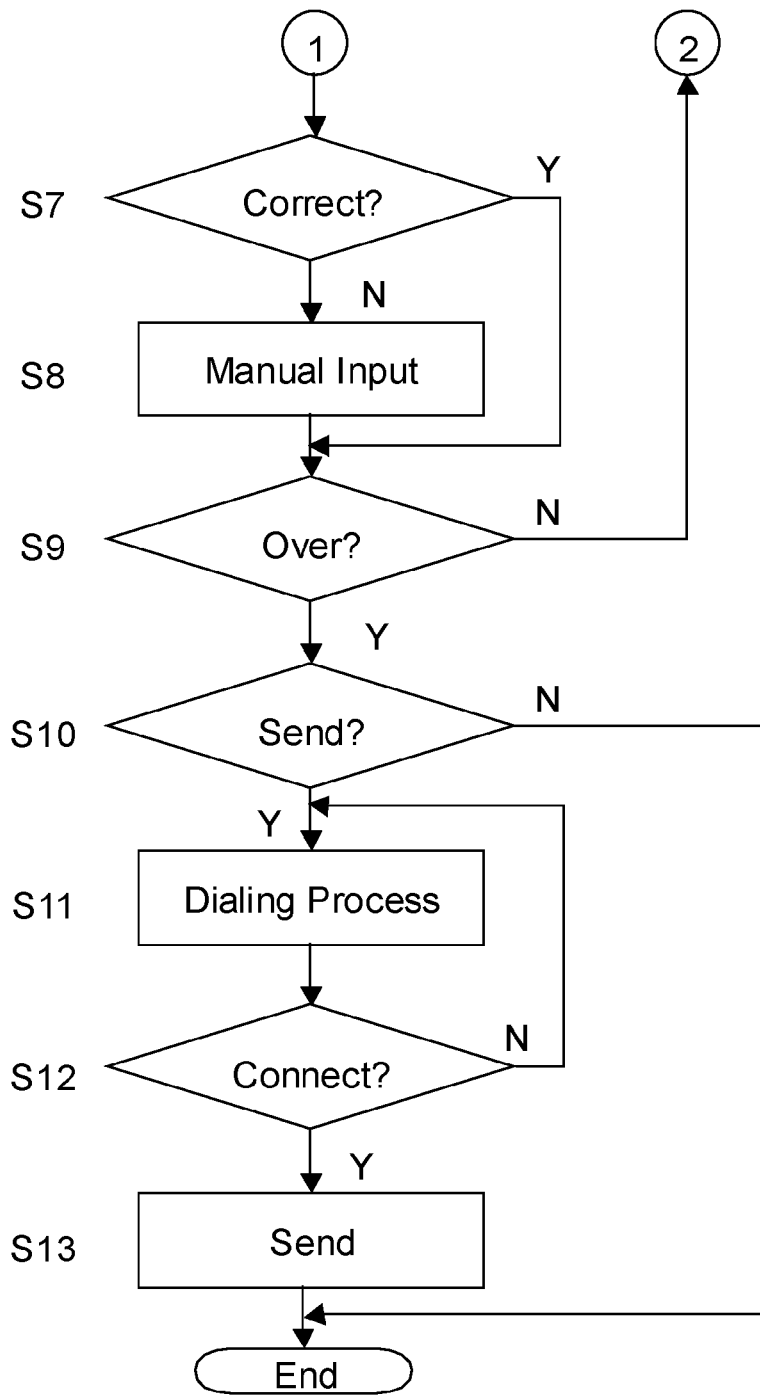 1
2
S7
Correct?
Y
N
S8
Manual Input
S9
Over?
N
Y
S10
Send?
N
Y
S11
Dialing Process
S12
Connect?
N
Y
S13
Send
End